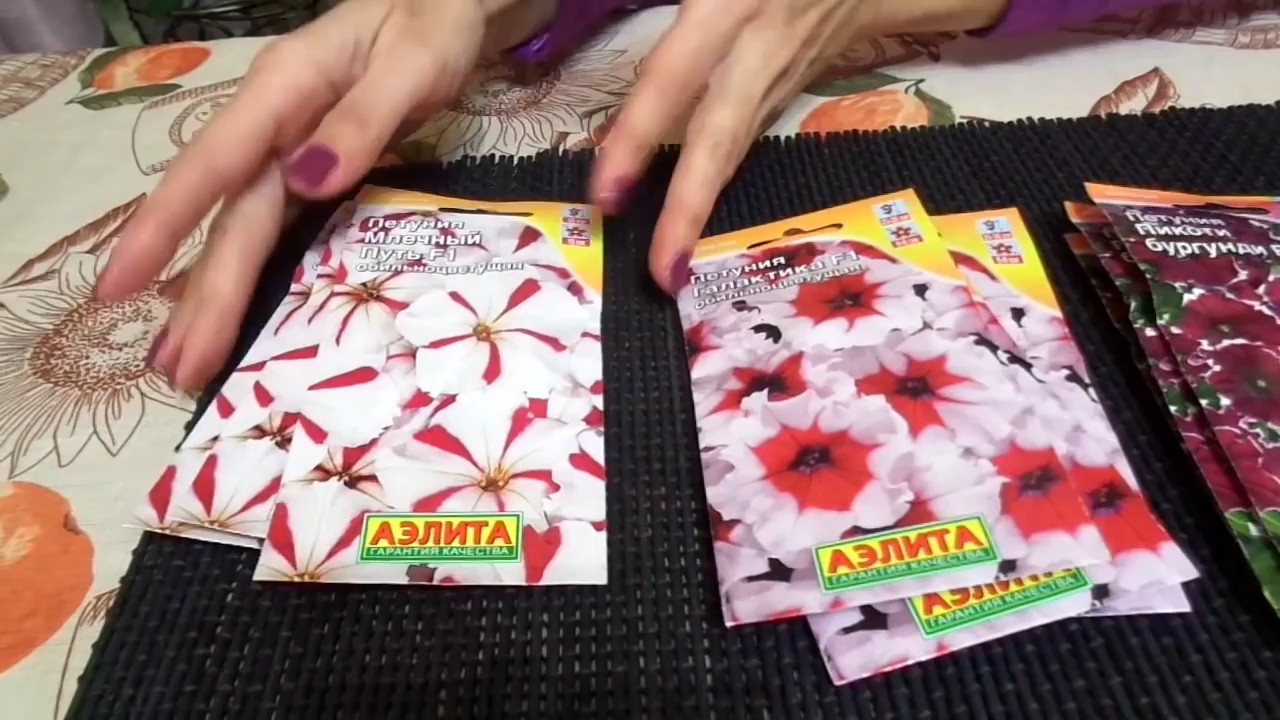 Петуния
Млечный
Путь F1
обильноцветущая
АЭЛИТА
ГАРАНТИЯ КАЧЕСТВА
Петуния
Галактика F1
обильноцветущая
АЭЛИТА
ГАРАНТИЯ КАЧЕСТВА
АЭЛИТА
ГАРАНТИЯ КАЧЕСТВА
Петуния
Пикоти
бургунди